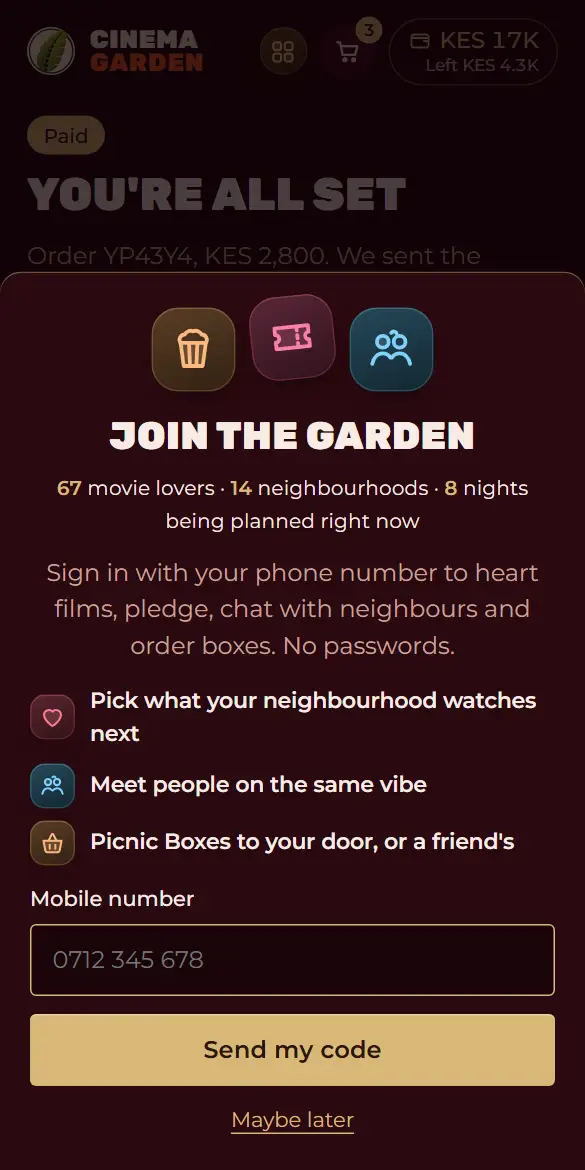 CINEMA
GARDEN
3
KES 17K
Left KES 4.3K
Paid
YOU'RE ALL SET
Order YP43Y4, KES 2,800. We sent the
JOIN THE GARDEN
67 movie lovers · 14 neighbourhoods · 8 nights
being planned right now
Sign in with your phone number to heart
films, pledge, chat with neighbours and
order boxes. No passwords.
Pick what your neighbourhood watches
next
Meet people on the same vibe
Picnic Boxes to your door, or a friend's
Mobile number
0712 345 678
Send my code
Maybe later